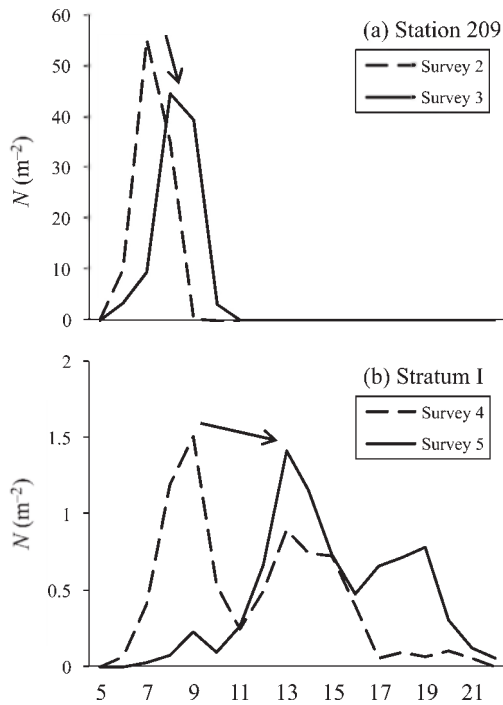 60
(a) Station 209
50
Survey 2
40
Survey 3
N (m⁻²)
30
20
10
0
2
(b) Stratum I
Survey 4
1.5
Survey 5
N (m⁻²)
1
0.5
0
5 7 9 11 13 15 17 19 21